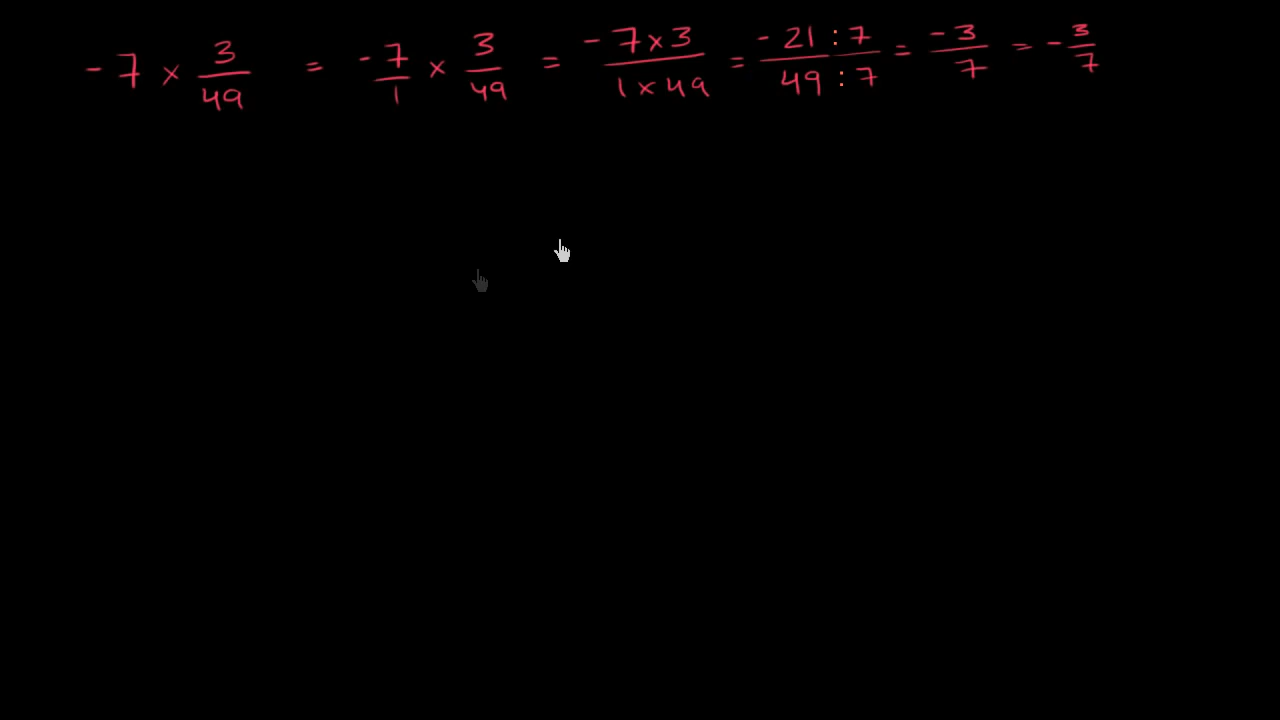 -7 × 3/49 = -7/1 × 3/49 = -7×3/1×49 = -21:7/49:7 = -3/7 = -3/7